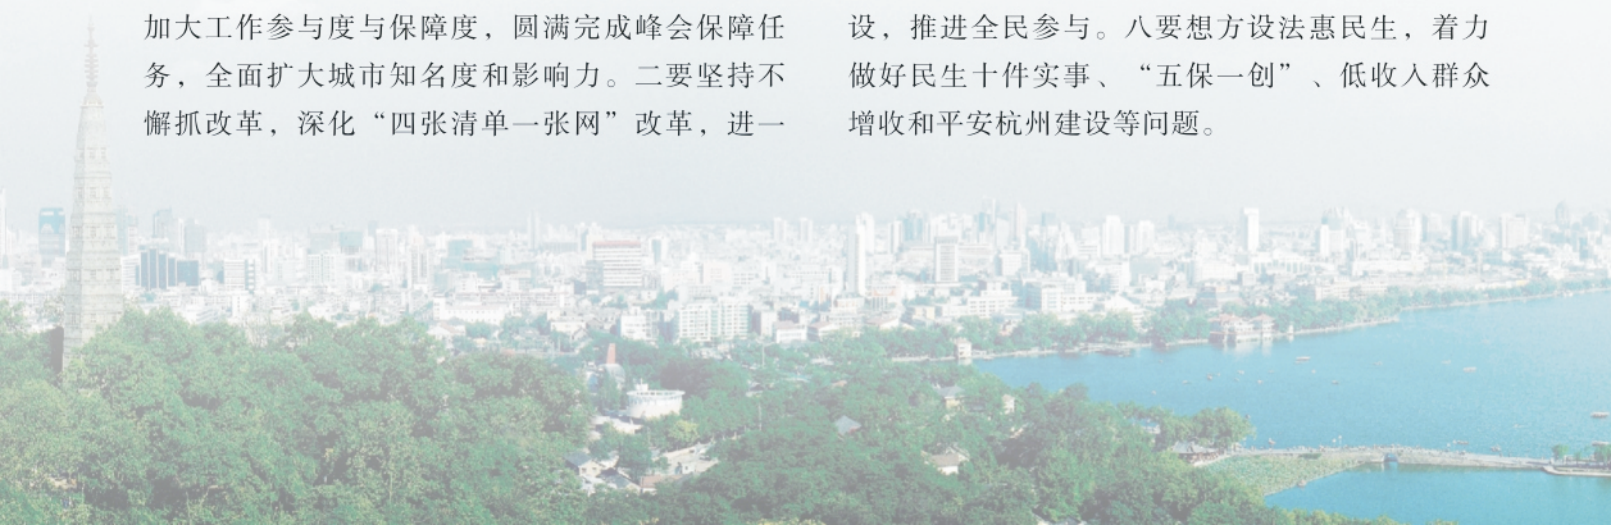 加大工作参与度与保障度，圆满完成峰会保障任
务，全面扩大城市知名度和影响力。二要坚持不
懈抓改革，深化“四张清单一张网”改革，进一
设，推进全民参与。八要想方设法惠民生，着力
做好民生十件实事、“五保一创”、低收入群众
增收和平安杭州建设等问题。